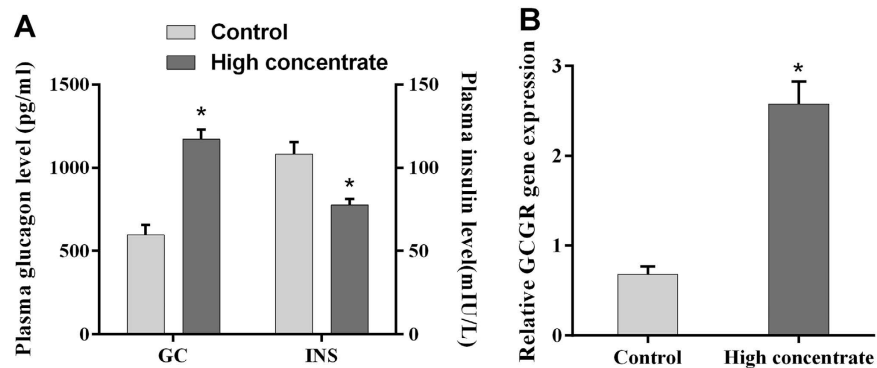 A
Control
High concentrate
Plasma glucagon level (pg/ml)
1500
1000
500
0
GC
INS
*
*
150
100
50
0
Plasma insulin level(mIU/L)
B
Relative GCGR gene expression
3
2
1
0
*
Control
High concentrate